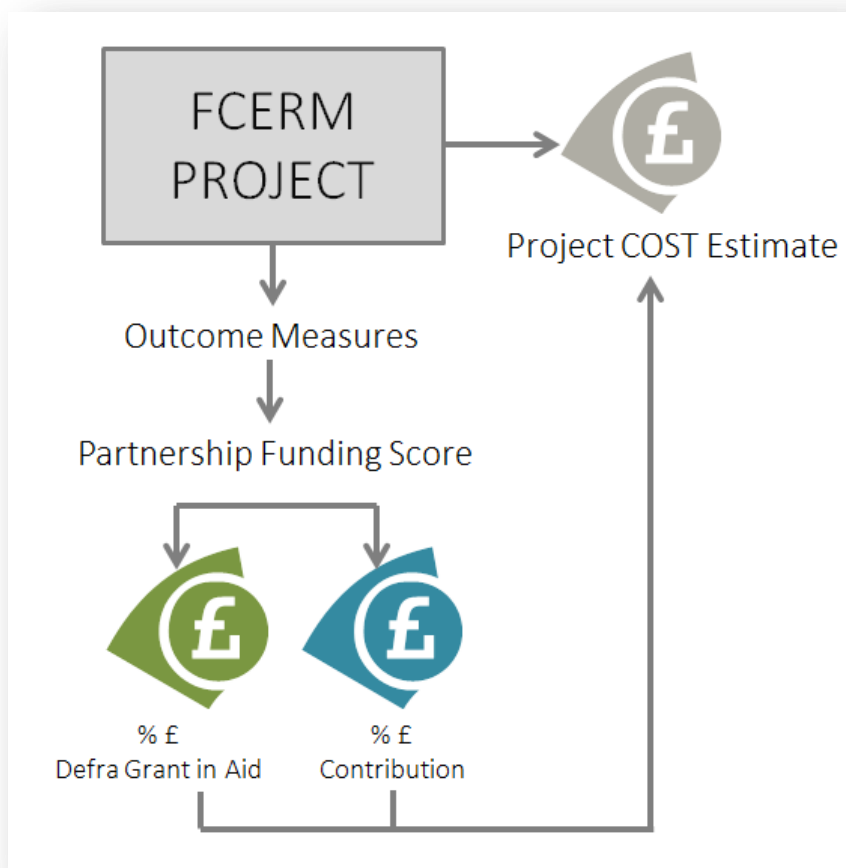 FCERM
PROJECT
£
Project COST Estimate
Outcome Measures
Partnership Funding Score
£
£
% £
Defra Grant in Aid
% £
Contribution